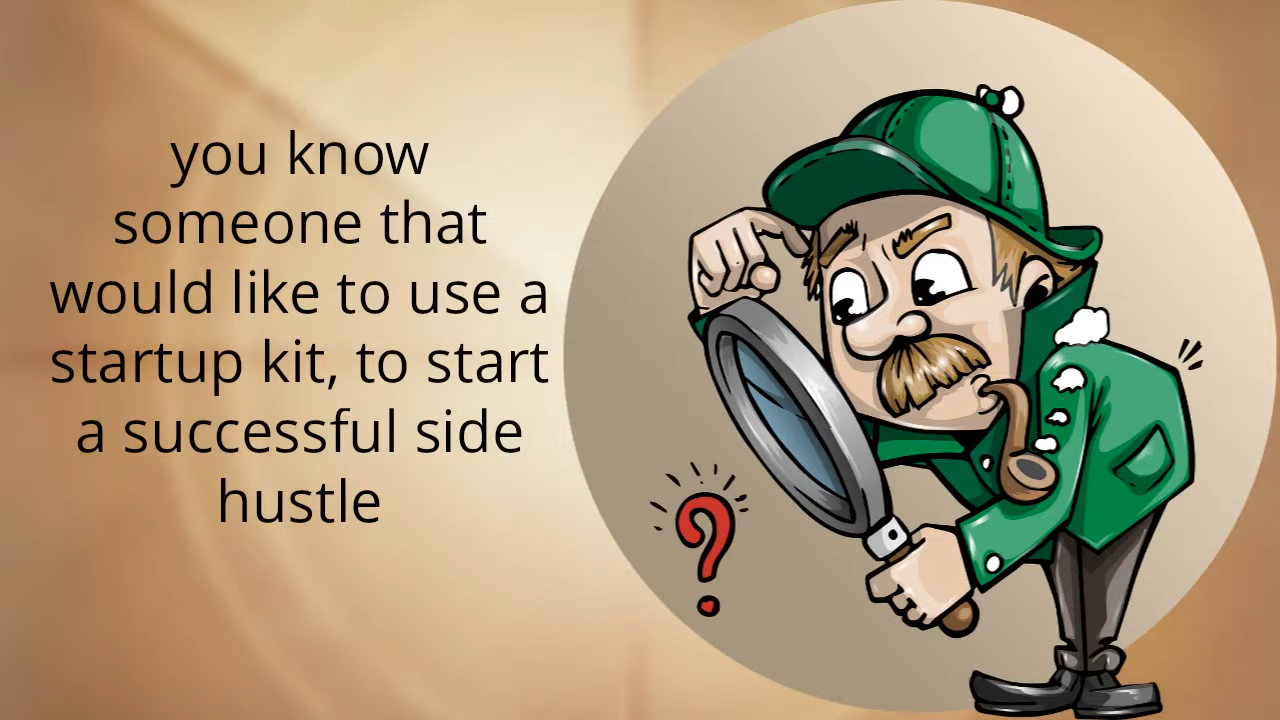 you know
someone that
would like to use a
startup kit, to start
a successful side
hustle
?